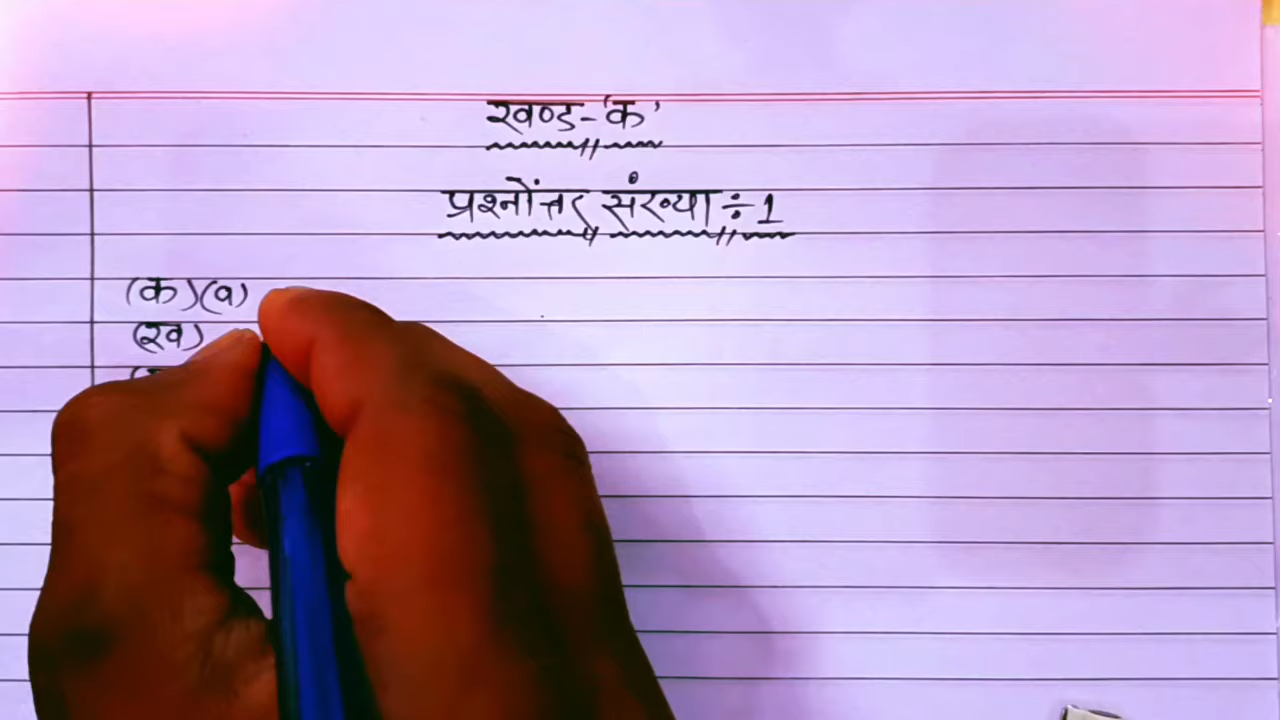 खण्ड-'क'
प्रश्नोंत्तर संख्या ÷ 1
(क)(व)
(ख)